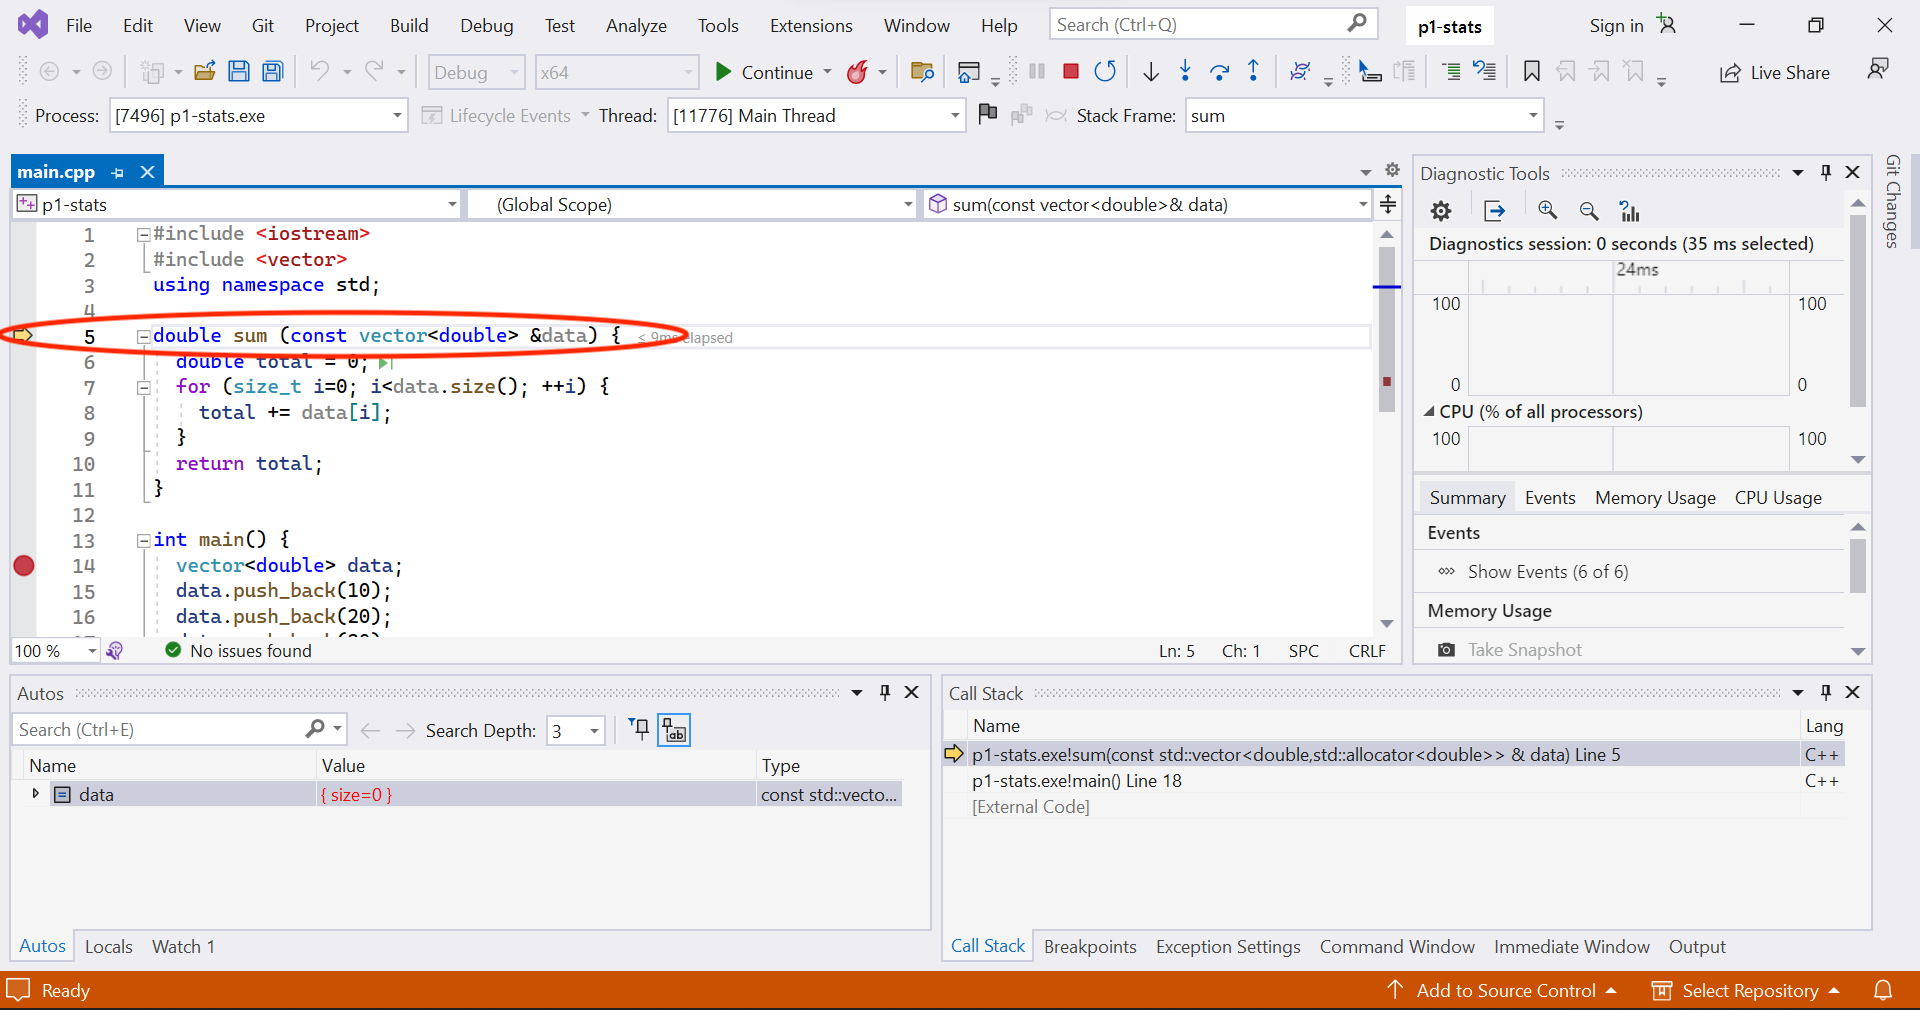 File Edit View Git Project Build Debug Test Analyze Tools Extensions Window Help Search (Ctrl+Q) p1-stats Sign in
Debug x64 Continue Live Share
Process: [7496] p1-stats.exe Lifecycle Events Thread: [11776] Main Thread Stack Frame: sum
main.cpp
p1-stats (Global Scope) sum(const vector<double>& data)
1 #include <iostream>
2 #include <vector>
3 using namespace std;
4
5 double sum (const vector<double> &data) { < 9ms elapsed
6 double total = 0;
7 for (size_t i=0; i<data.size(); ++i) {
8 total += data[i];
9 }
10 return total;
11 }
12
13 int main() {
14 vector<double> data;
15 data.push_back(10);
16 data.push_back(20);
100 % No issues found Ln: 5 Ch: 1 SPC CRLF
Diagnostic Tools
Diagnostics session: 0 seconds (35 ms selected)
24ms
100 100
0 0
CPU (% of all processors)
100 100
Summary Events Memory Usage CPU Usage
Events
Show Events (6 of 6)
Memory Usage
Take Snapshot
Git Changes
Autos
Search (Ctrl+E) Search Depth: 3
Name Value Type
data { size=0 } const std::vecto...
Autos Locals Watch 1
Call Stack
Name Lang
p1-stats.exe!sum(const std::vector<double,std::allocator<double>> & data) Line 5 C++
p1-stats.exe!main() Line 18 C++
[External Code]
Call Stack Breakpoints Exception Settings Command Window Immediate Window Output
Ready Add to Source Control Select Repository